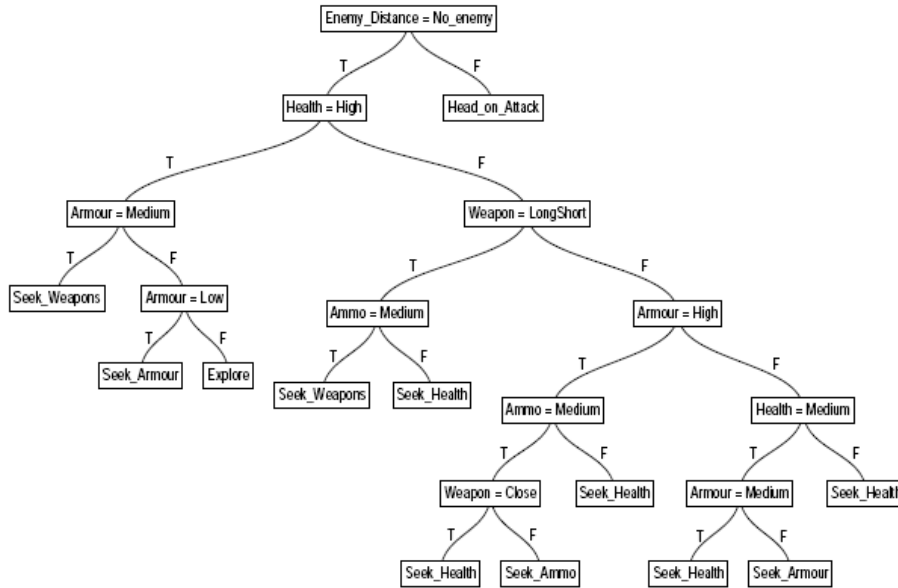 Enemy_Distance = No_enemy
T F
Health = High Head_on_Attack
T F
Armour = Medium Weapon = LongShort
T F T F
Seek_Weapons Armour = Low Ammo = Medium Armour = High
T F T F T F
Seek_Armour Explore Seek_Weapons Seek_Health Ammo = Medium Health = Medium
T F T F
Weapon = Close Seek_Health Armour = Medium Seek_Health
T F T F
Seek_Health Seek_Ammo Seek_Health Seek_Armour